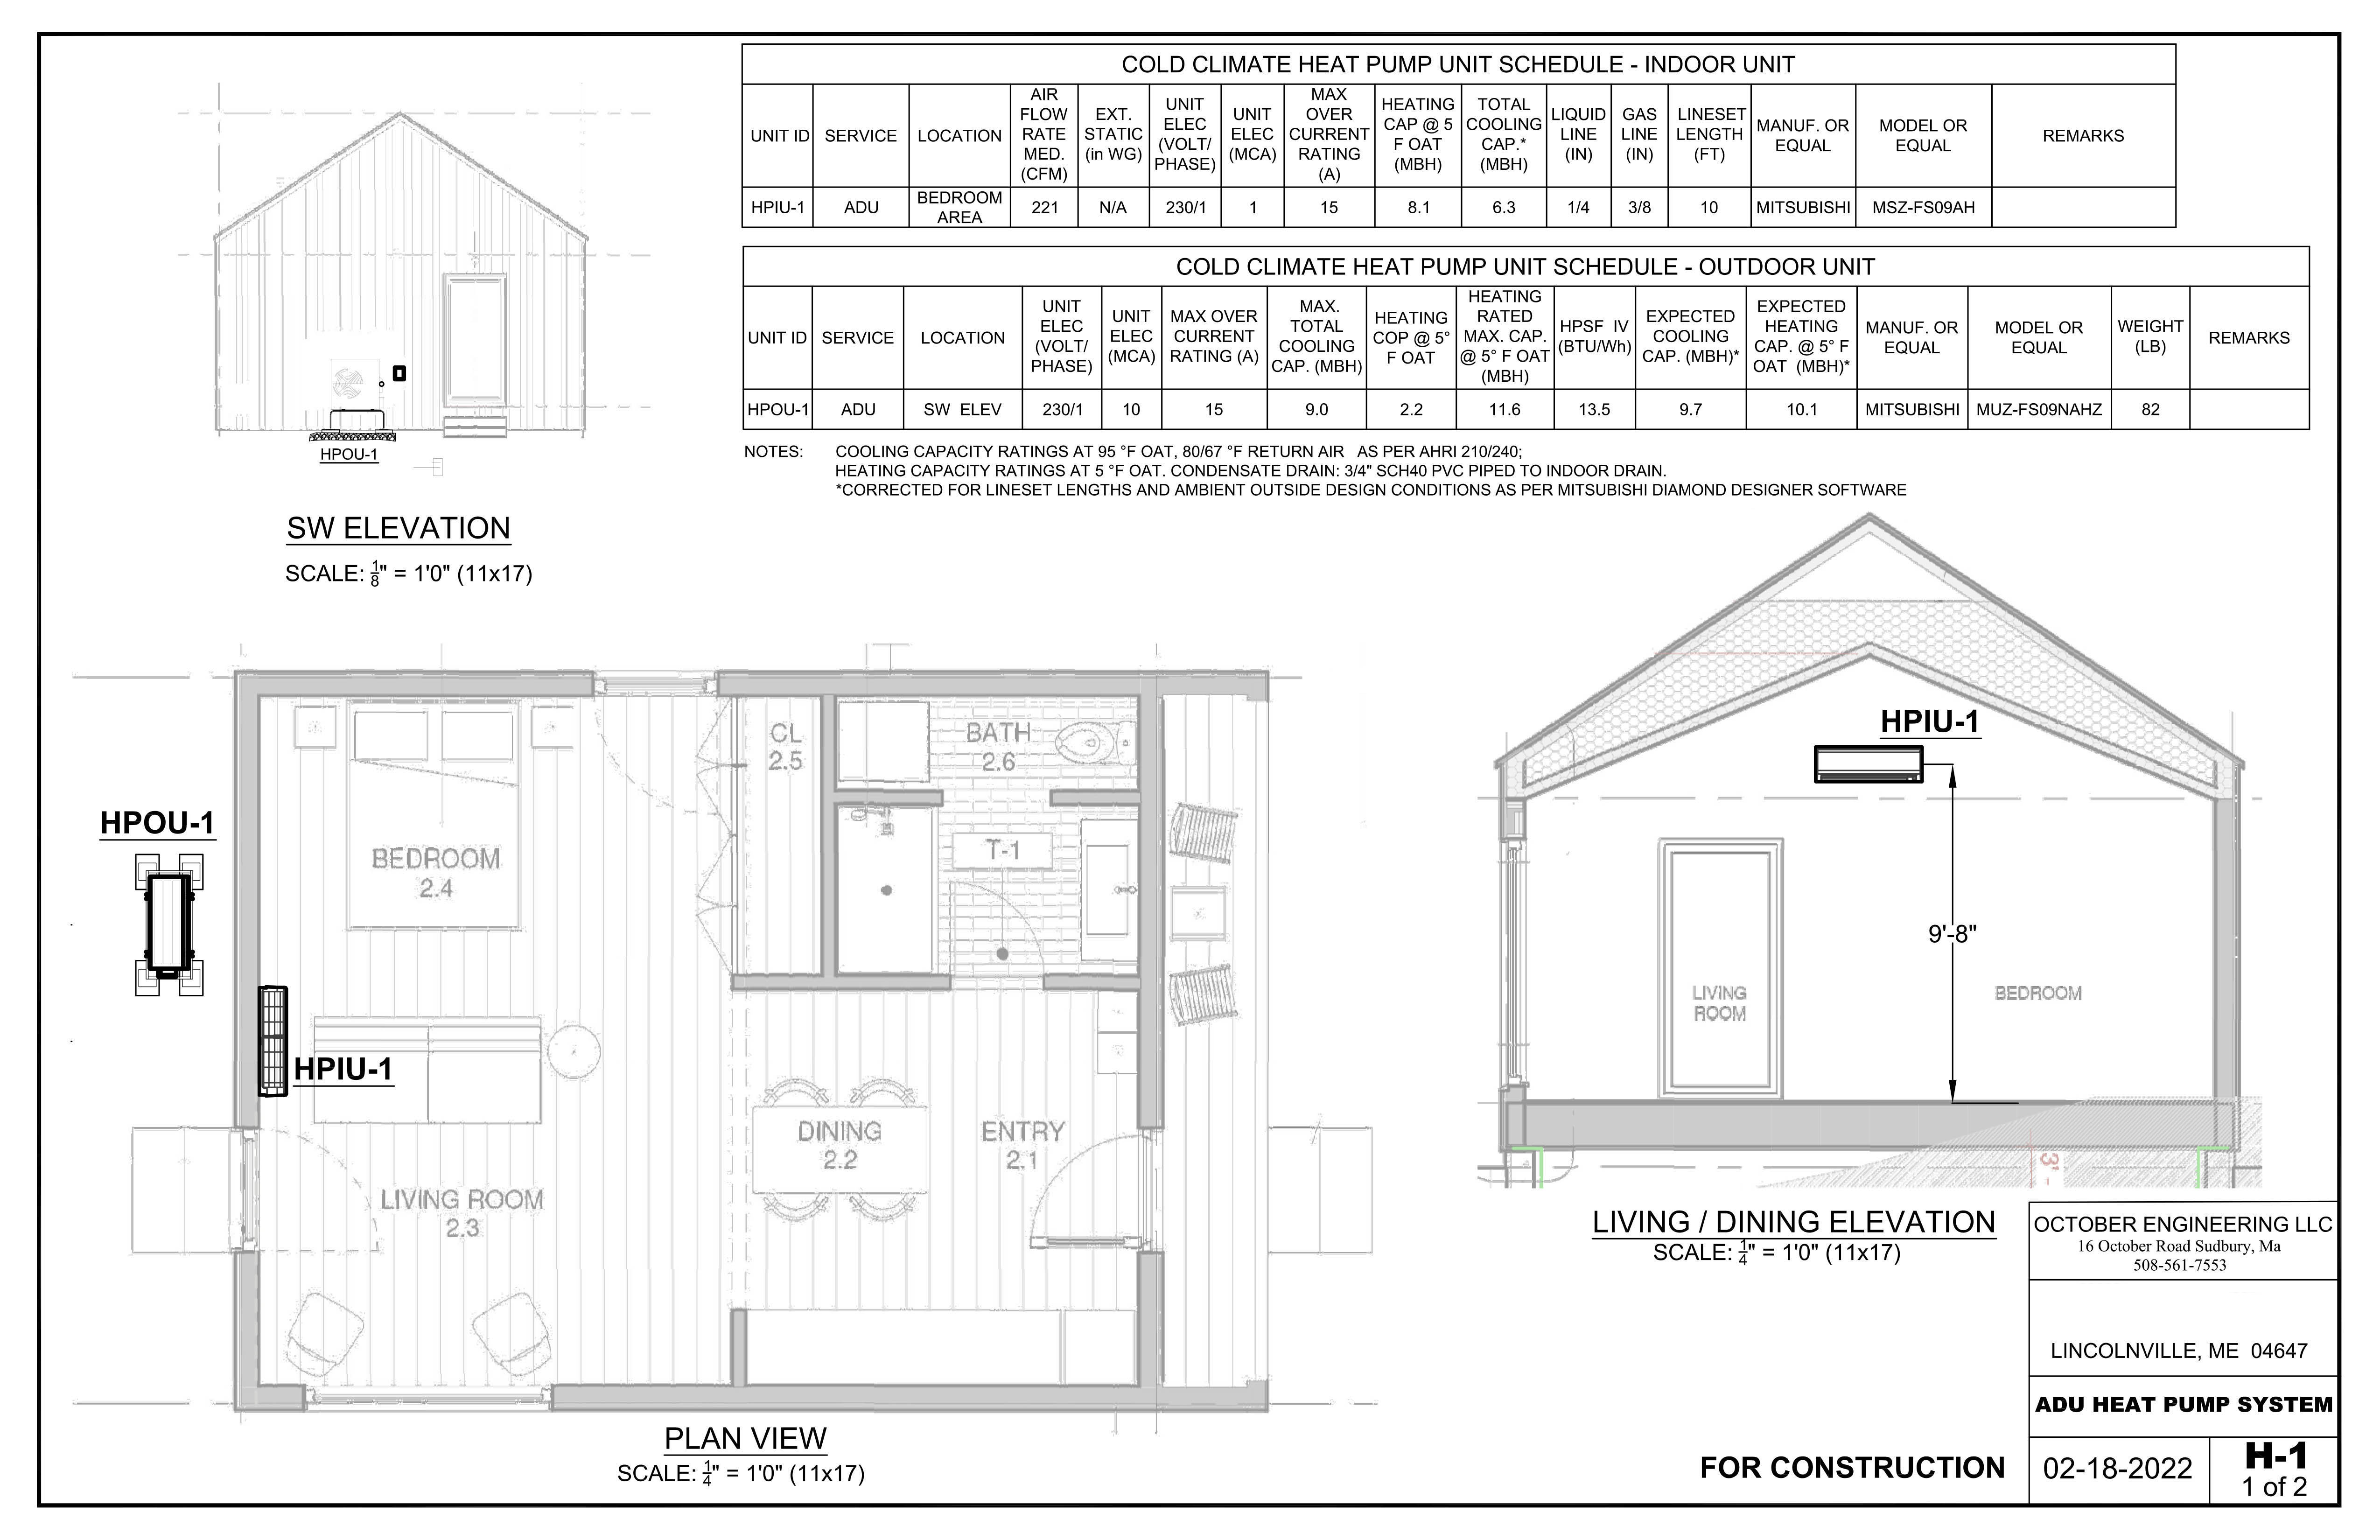 COLD CLIMATE HEAT PUMP UNIT SCHEDULE - INDOOR UNIT
UNIT ID
SERVICE
LOCATION
AIR FLOW RATE MED. (CFM)
EXT. STATIC (in WG)
UNIT ELEC (VOLT/ PHASE)
UNIT ELEC (MCA)
MAX OVER CURRENT RATING (A)
HEATING CAP @ 5 F OAT (MBH)
TOTAL COOLING CAP.* (MBH)
LIQUID LINE (IN)
GAS LINE (IN)
LINESET LENGTH (FT)
MANUF. OR EQUAL
MODEL OR EQUAL
REMARKS
HPIU-1 ADU BEDROOM AREA 221 N/A 230/1 1 15 8.1 6.3 1/4 3/8 10 MITSUBISHI MSZ-FS09AH
COLD CLIMATE HEAT PUMP UNIT SCHEDULE - OUTDOOR UNIT
UNIT ID
SERVICE
LOCATION
UNIT ELEC (VOLT/ PHASE)
UNIT ELEC (MCA)
MAX OVER CURRENT RATING (A)
MAX. TOTAL COOLING CAP. (MBH)
HEATING COP @ 5° F OAT
HEATING RATED MAX. CAP. @ 5° F OAT (MBH)
HPSF IV (BTU/Wh)
EXPECTED COOLING CAP. (MBH)*
EXPECTED HEATING CAP. @ 5° F OAT (MBH)*
MANUF. OR EQUAL
MODEL OR EQUAL
WEIGHT (LB)
REMARKS
HPOU-1 ADU SW ELEV 230/1 10 15 9.0 2.2 11.6 13.5 9.7 10.1 MITSUBISHI MUZ-FS09NAHZ 82
NOTES: COOLING CAPACITY RATINGS AT 95 °F OAT, 80/67 °F RETURN AIR AS PER AHRI 210/240;
HEATING CAPACITY RATINGS AT 5 °F OAT. CONDENSATE DRAIN: 3/4" SCH40 PVC PIPED TO INDOOR DRAIN.
*CORRECTED FOR LINESET LENGTHS AND AMBIENT OUTSIDE DESIGN CONDITIONS AS PER MITSUBISHI DIAMOND DESIGNER SOFTWARE
HPOU-1
SW ELEVATION
SCALE: 1/8" = 1'0" (11x17)
HPOU-1
BEDROOM
2.4
CL
2.5
BATH
2.6
T-1
HPIU-1
DINING
2.2
ENTRY
2.1
LIVING ROOM
2.3
PLAN VIEW
SCALE: 1/4" = 1'0" (11x17)
HPIU-1
9'-8"
LIVING
ROOM
BEDROOM
3'-
LIVING / DINING ELEVATION
SCALE: 1/4" = 1'0" (11x17)
OCTOBER ENGINEERING LLC
16 October Road Sudbury, Ma
508-561-7553
LINCOLNVILLE, ME 04647
ADU HEAT PUMP SYSTEM
FOR CONSTRUCTION
02-18-2022
H-1
1 of 2